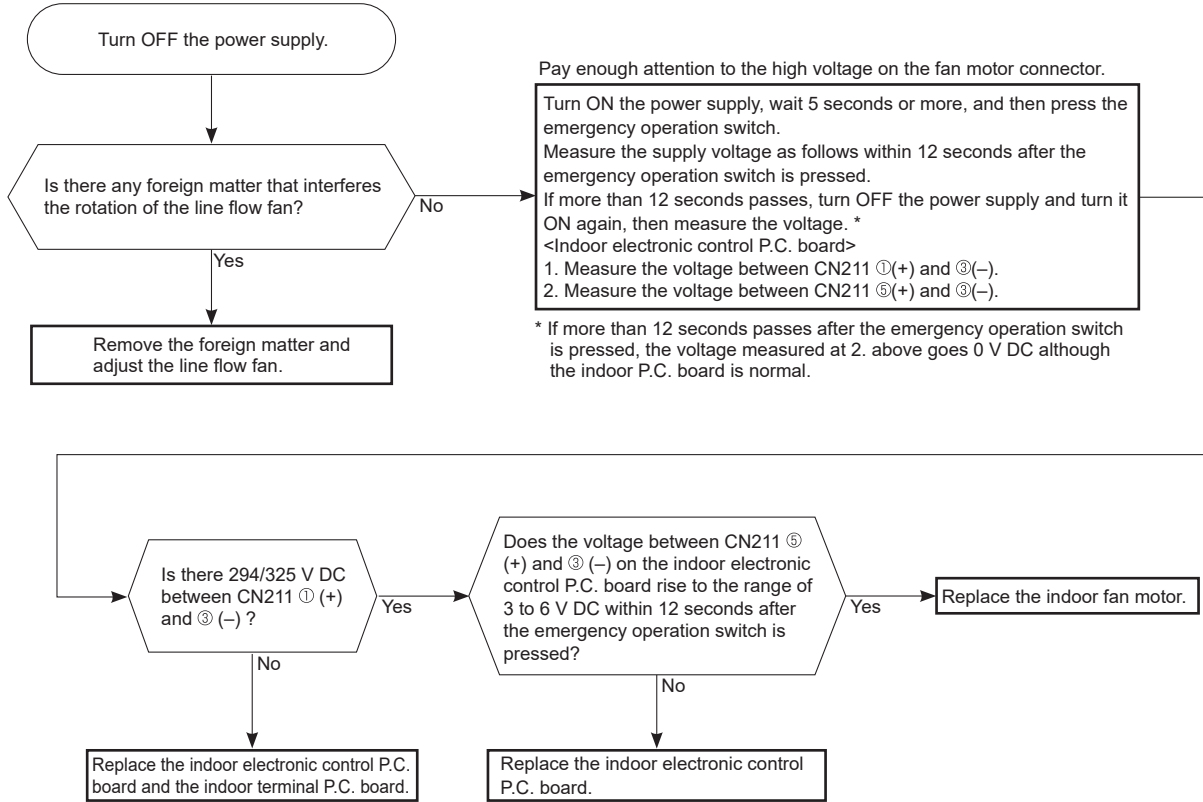 Turn OFF the power supply.
Is there any foreign matter that interferes
the rotation of the line flow fan?
No
Yes
Remove the foreign matter and
adjust the line flow fan.
Pay enough attention to the high voltage on the fan motor connector.
Turn ON the power supply, wait 5 seconds or more, and then press the
emergency operation switch.
Measure the supply voltage as follows within 12 seconds after the
emergency operation switch is pressed.
If more than 12 seconds passes, turn OFF the power supply and turn it
ON again, then measure the voltage. *
<Indoor electronic control P.C. board>
1. Measure the voltage between CN211 ①(+) and ③(–).
2. Measure the voltage between CN211 ⑤(+) and ③(–).
* If more than 12 seconds passes after the emergency operation switch
is pressed, the voltage measured at 2. above goes 0 V DC although
the indoor P.C. board is normal.
Is there 294/325 V DC
between CN211 ① (+)
and ③ (–) ?
Yes
No
Replace the indoor electronic control P.C.
board and the indoor terminal P.C. board.
Does the voltage between CN211 ⑤
(+) and ③ (–) on the indoor electronic
control P.C. board rise to the range of
3 to 6 V DC within 12 seconds after
the emergency operation switch is
pressed?
Yes
No
Replace the indoor electronic control
P.C. board.
Replace the indoor fan motor.